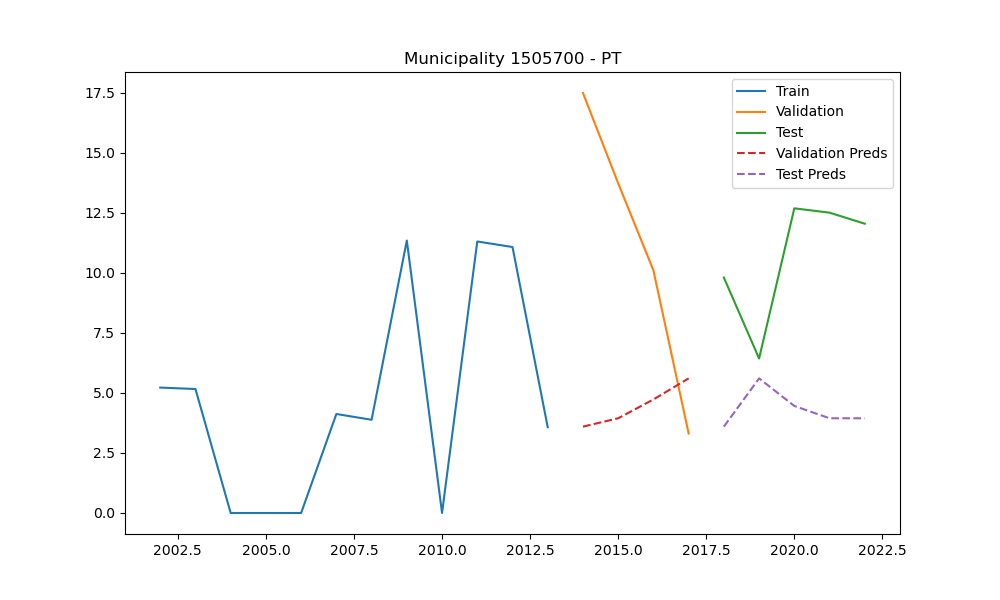 Municipality 1505700 - PT
Train
Validation
Test
Validation Preds
Test Preds
17.5
15.0
12.5
10.0
7.5
5.0
2.5
0.0
2002.5 2005.0 2007.5 2010.0 2012.5 2015.0 2017.5 2020.0 2022.5